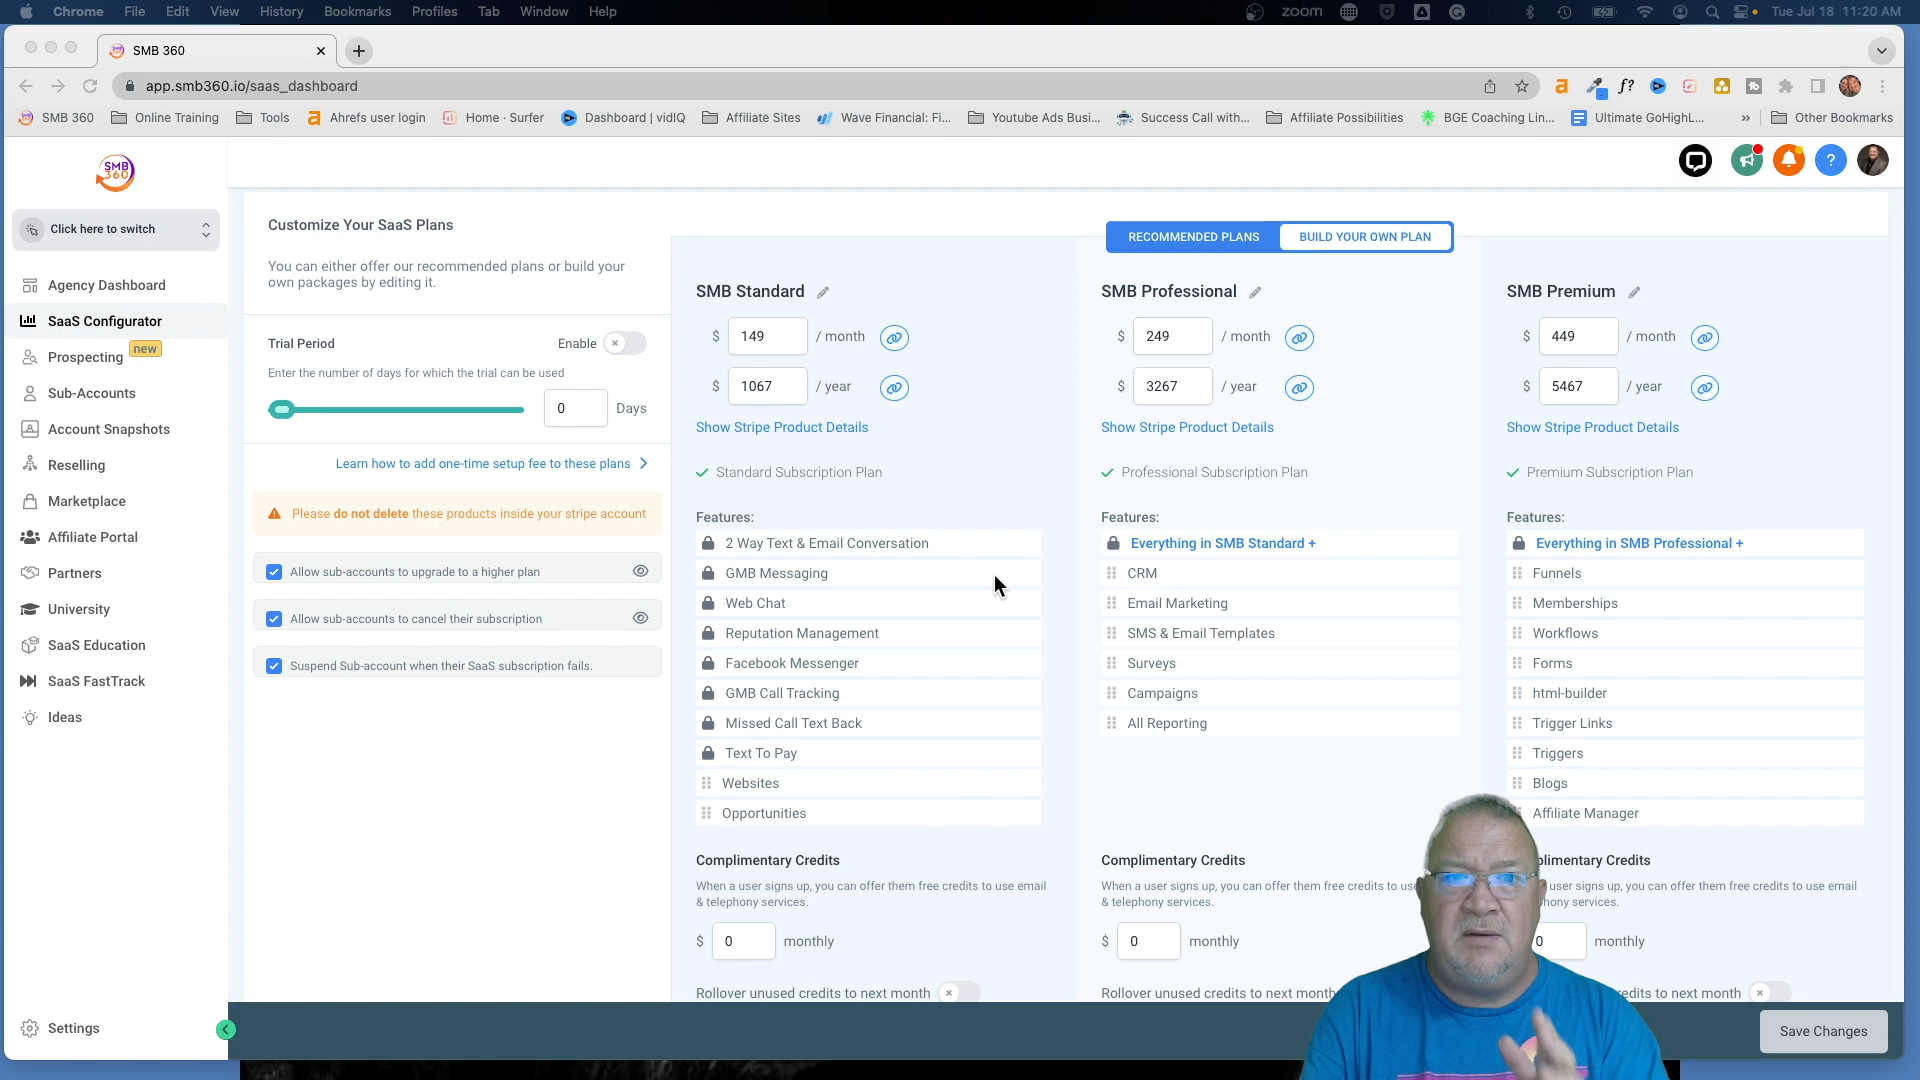 Chrome File Edit View History Bookmarks Profiles Tab Window Help
zoom
Tue Jul 18 11:20 AM
SMB 360
app.smb360.io/saas_dashboard
SMB 360
Online Training
Tools
Ahrefs user login
Home · Surfer
Dashboard | vidIQ
Affiliate Sites
Wave Financial: Fi...
Youtube Ads Busi...
Success Call with...
Affiliate Possibilities
BGE Coaching Lin...
Ultimate GoHighL...
Other Bookmarks
SMB
360
Click here to switch
Agency Dashboard
SaaS Configurator
Prospecting new
Sub-Accounts
Account Snapshots
Reselling
Marketplace
Affiliate Portal
Partners
University
SaaS Education
SaaS FastTrack
Ideas
Settings
Customize Your SaaS Plans
You can either offer our recommended plans or build your
own packages by editing it.
Trial Period
Enable
Enter the number of days for which the trial can be used
0 Days
Learn how to add one-time setup fee to these plans
Please do not delete these products inside your stripe account
Allow sub-accounts to upgrade to a higher plan
Allow sub-accounts to cancel their subscription
Suspend Sub-account when their SaaS subscription fails.
RECOMMENDED PLANS
BUILD YOUR OWN PLAN
SMB Standard
$ 149 / month
$ 1067 / year
Show Stripe Product Details
Standard Subscription Plan
Features:
2 Way Text & Email Conversation
GMB Messaging
Web Chat
Reputation Management
Facebook Messenger
GMB Call Tracking
Missed Call Text Back
Text To Pay
Websites
Opportunities
Complimentary Credits
When a user signs up, you can offer them free credits to use email
& telephony services.
$ 0 monthly
Rollover unused credits to next month
SMB Professional
$ 249 / month
$ 3267 / year
Show Stripe Product Details
Professional Subscription Plan
Features:
Everything in SMB Standard +
CRM
Email Marketing
SMS & Email Templates
Surveys
Campaigns
All Reporting
Complimentary Credits
When a user signs up, you can offer them free credits to
& telephony services.
$ 0 monthly
Rollover unused credits to next month
SMB Premium
$ 449 / month
$ 5467 / year
Show Stripe Product Details
Premium Subscription Plan
Features:
Everything in SMB Professional +
Funnels
Memberships
Workflows
Forms
html-builder
Trigger Links
Triggers
Blogs
Affiliate Manager
Credits
user signs up, you can offer them free credits to use email
services.
0 monthly
credits to next month
Save Changes